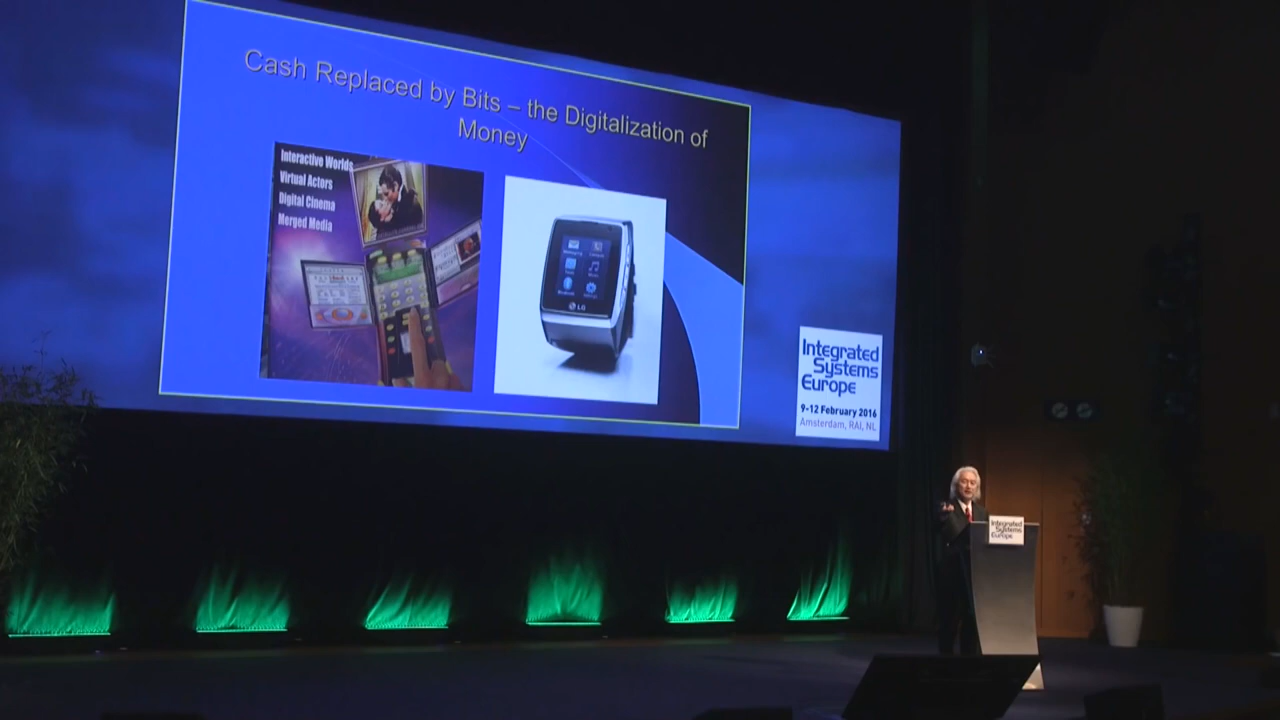 Cash Replaced by Bits – the Digitalization of
Money
Interactive Worlds
Virtual Actors
Digital Cinema
Merged Media
LG
Integrated
Systems
Europe
9-12 February 2016
Amsterdam, RAI, NL
Integrated
Systems
Europe